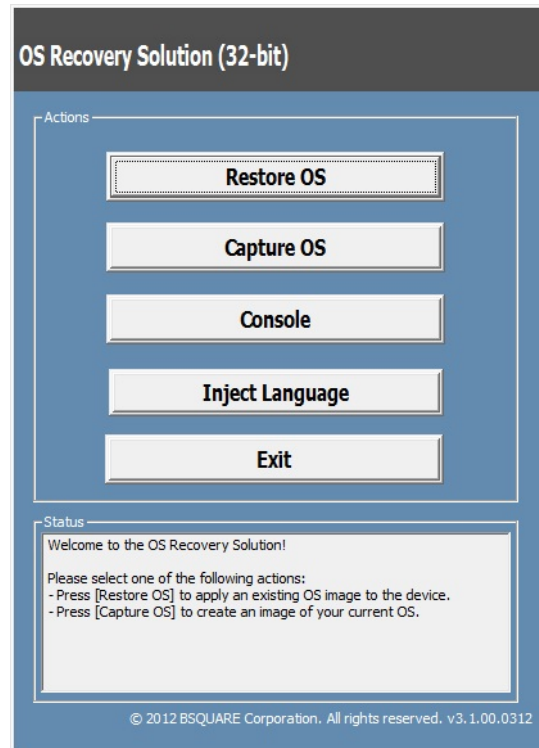 OS Recovery Solution (32-bit)
Actions
Restore OS
Capture OS
Console
Inject Language
Exit
Status
Welcome to the OS Recovery Solution!
Please select one of the following actions:
- Press [Restore OS] to apply an existing OS image to the device.
- Press [Capture OS] to create an image of your current OS.
© 2012 BSQUARE Corporation. All rights reserved. v3.1.00.0312